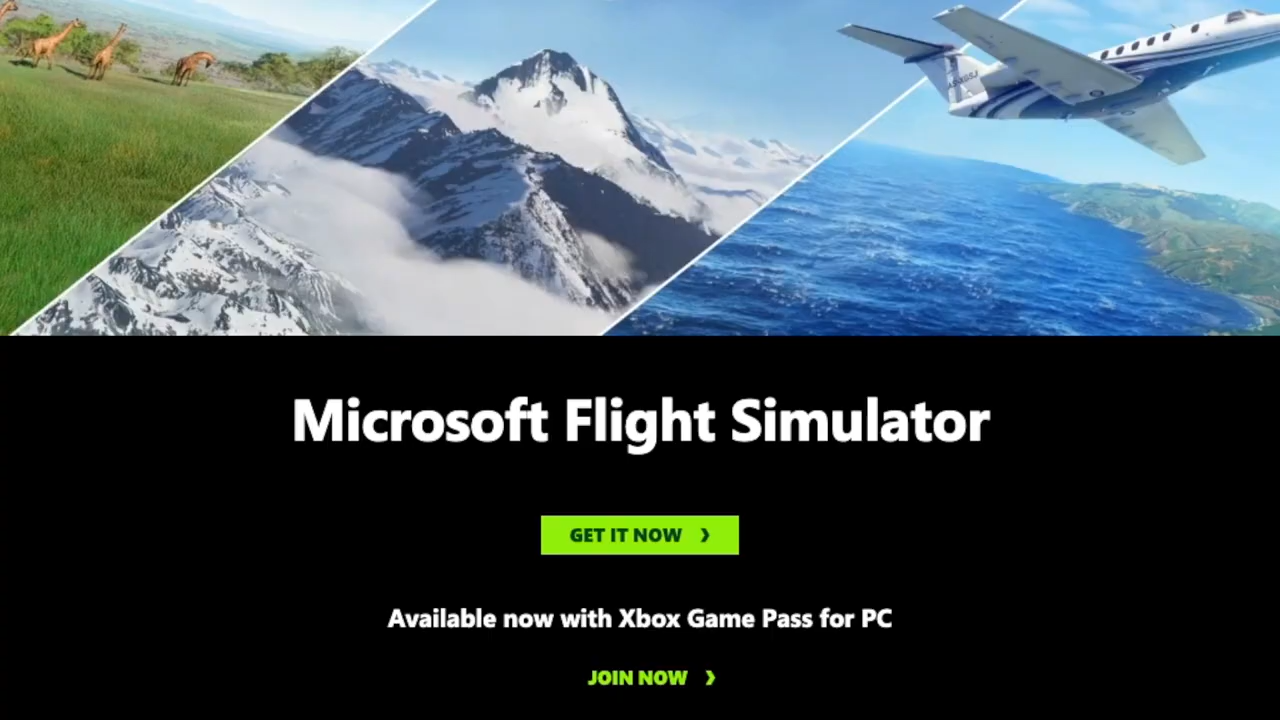 Microsoft Flight Simulator
GET IT NOW ❯
Available now with Xbox Game Pass for PC
JOIN NOW ❯